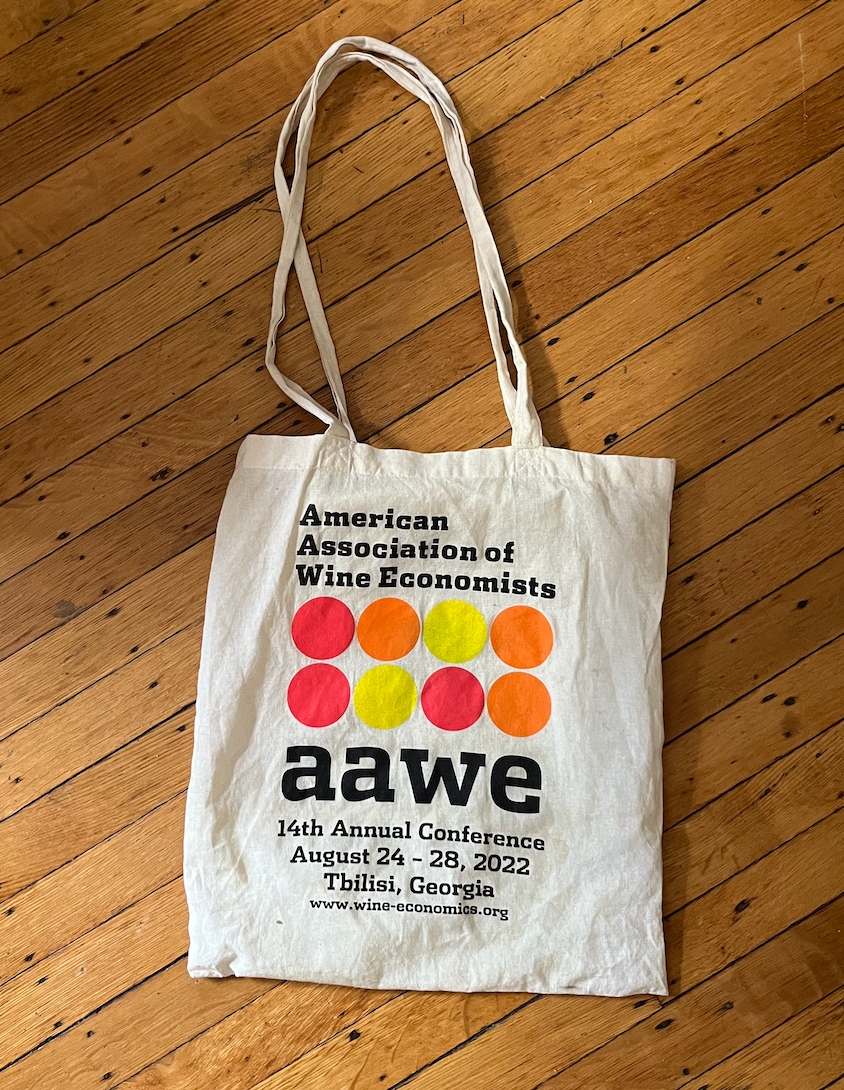 American
Association of
Wine Economists
aawe
14th Annual Conference
August 24 - 28, 2022
Tbilisi, Georgia
www.wine-economics.org